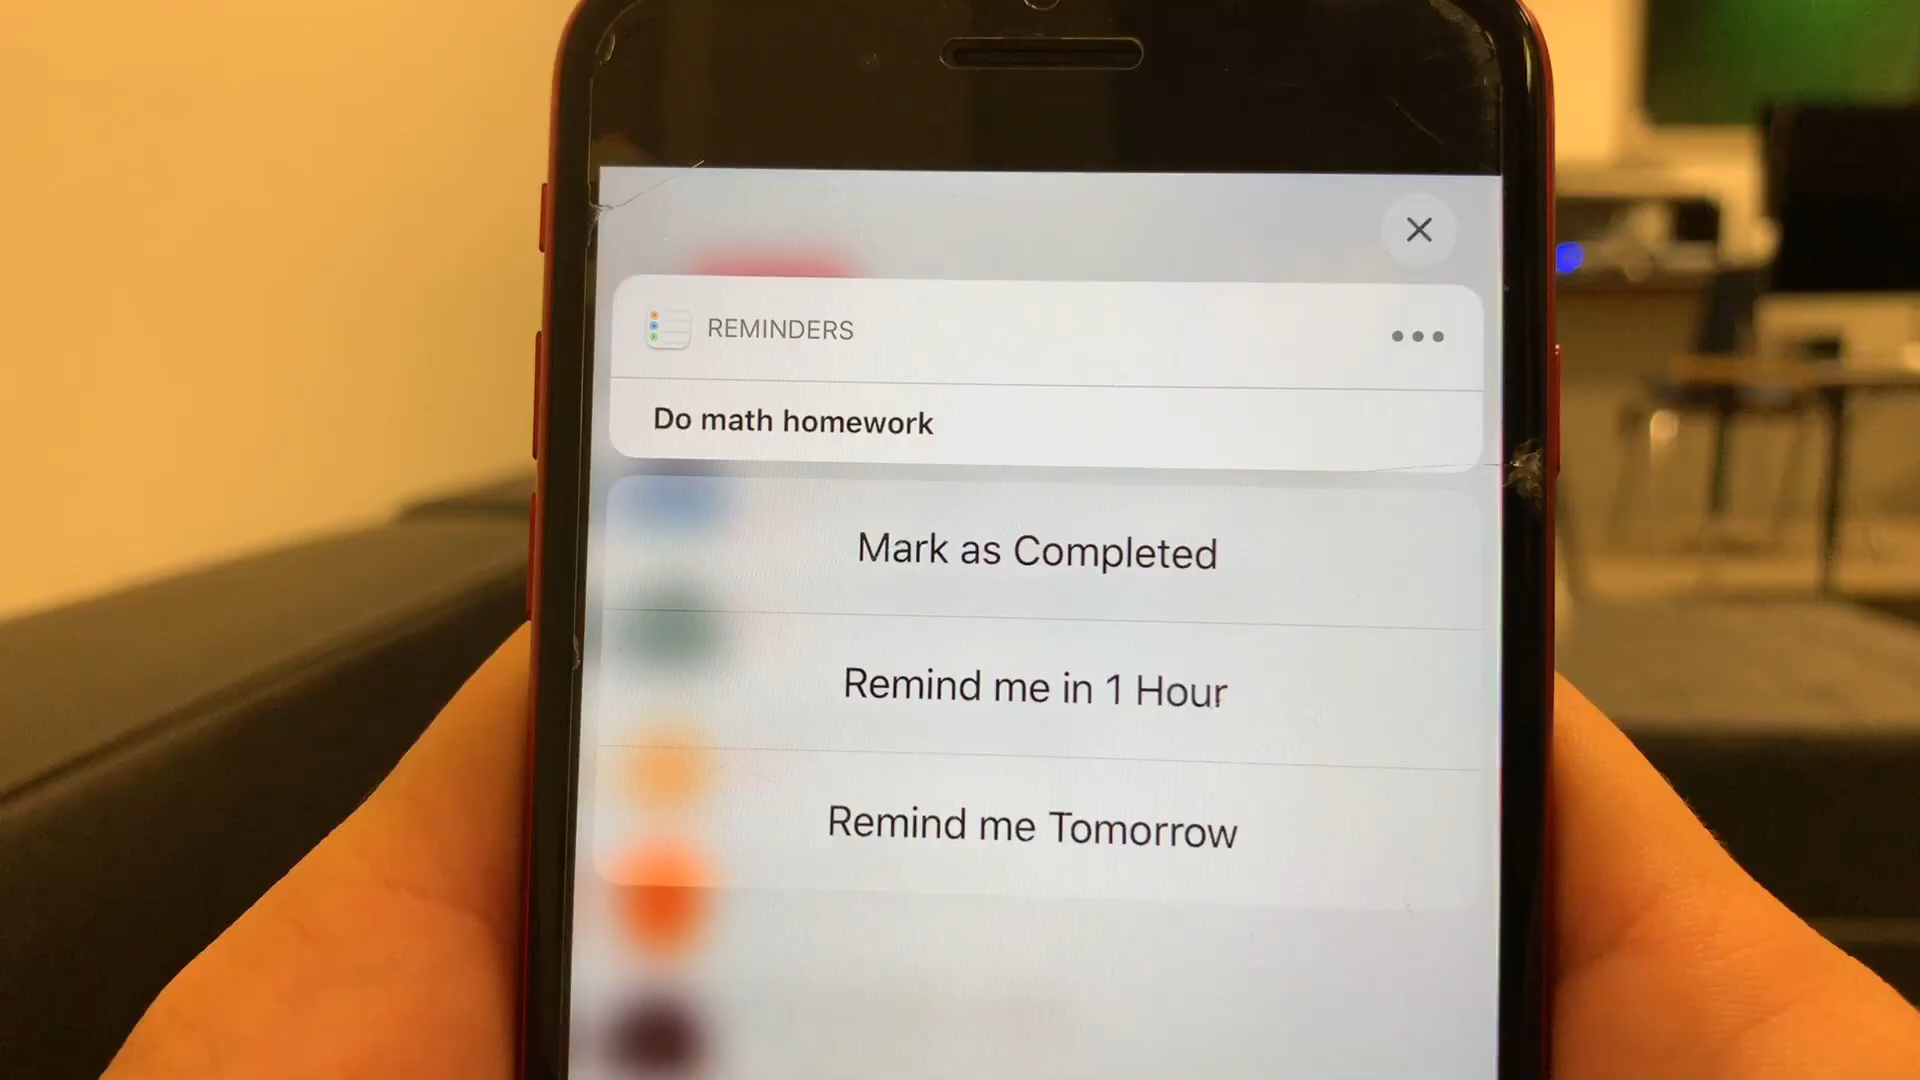 REMINDERS
Do math homework
Mark as Completed
Remind me in 1 Hour
Remind me Tomorrow